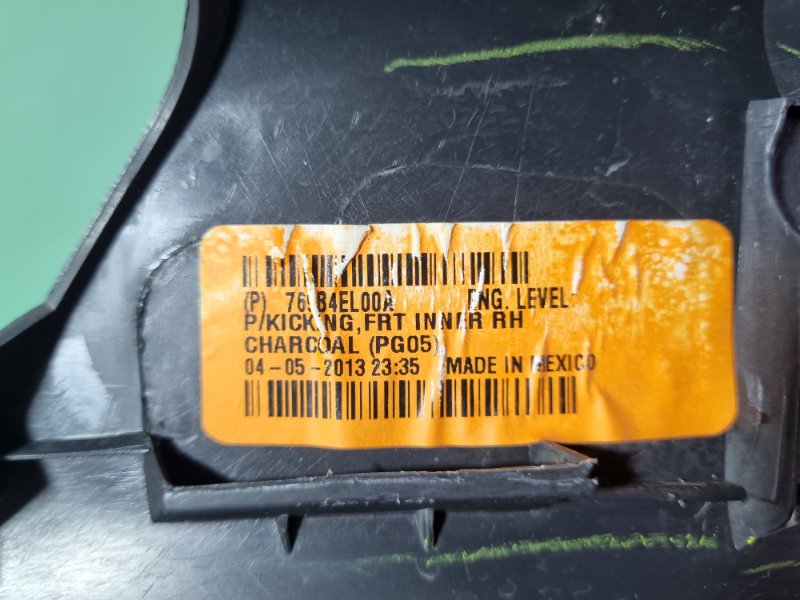 (P) ENG. LEVEL
P/KICKING,FRT INNER RH
CHARCOAL (PG05)
04-05-2013 23:35 MADE IN MEXICO